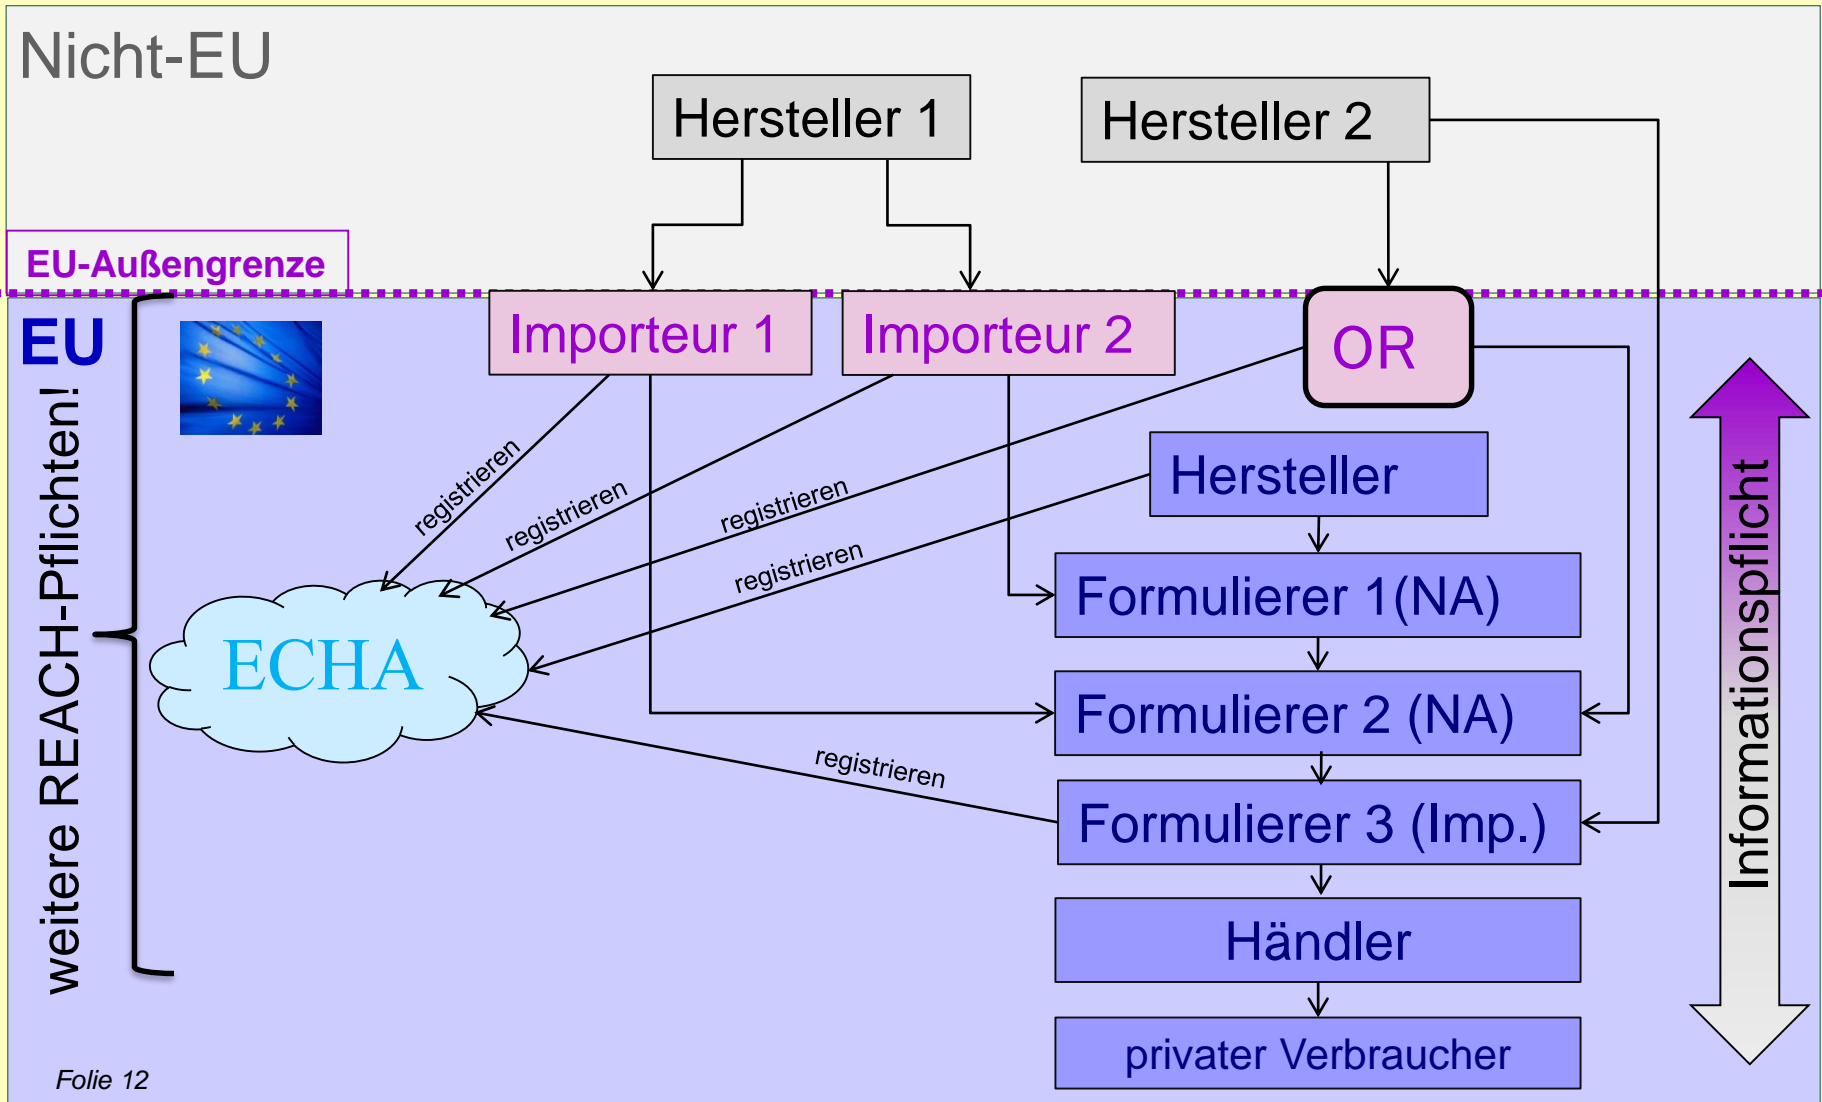 Nicht-EU
Hersteller 1
Hersteller 2
EU-Außengrenze
EU
Importeur 1
Importeur 2
OR
weitere REACH-Pflichten!
registrieren
registrieren
registrieren
registrieren
Hersteller
Formulierer 1(NA)
ECHA
Formulierer 2 (NA)
registrieren
Formulierer 3 (Imp.)
Händler
privater Verbraucher
Informationspflicht
Folie 12